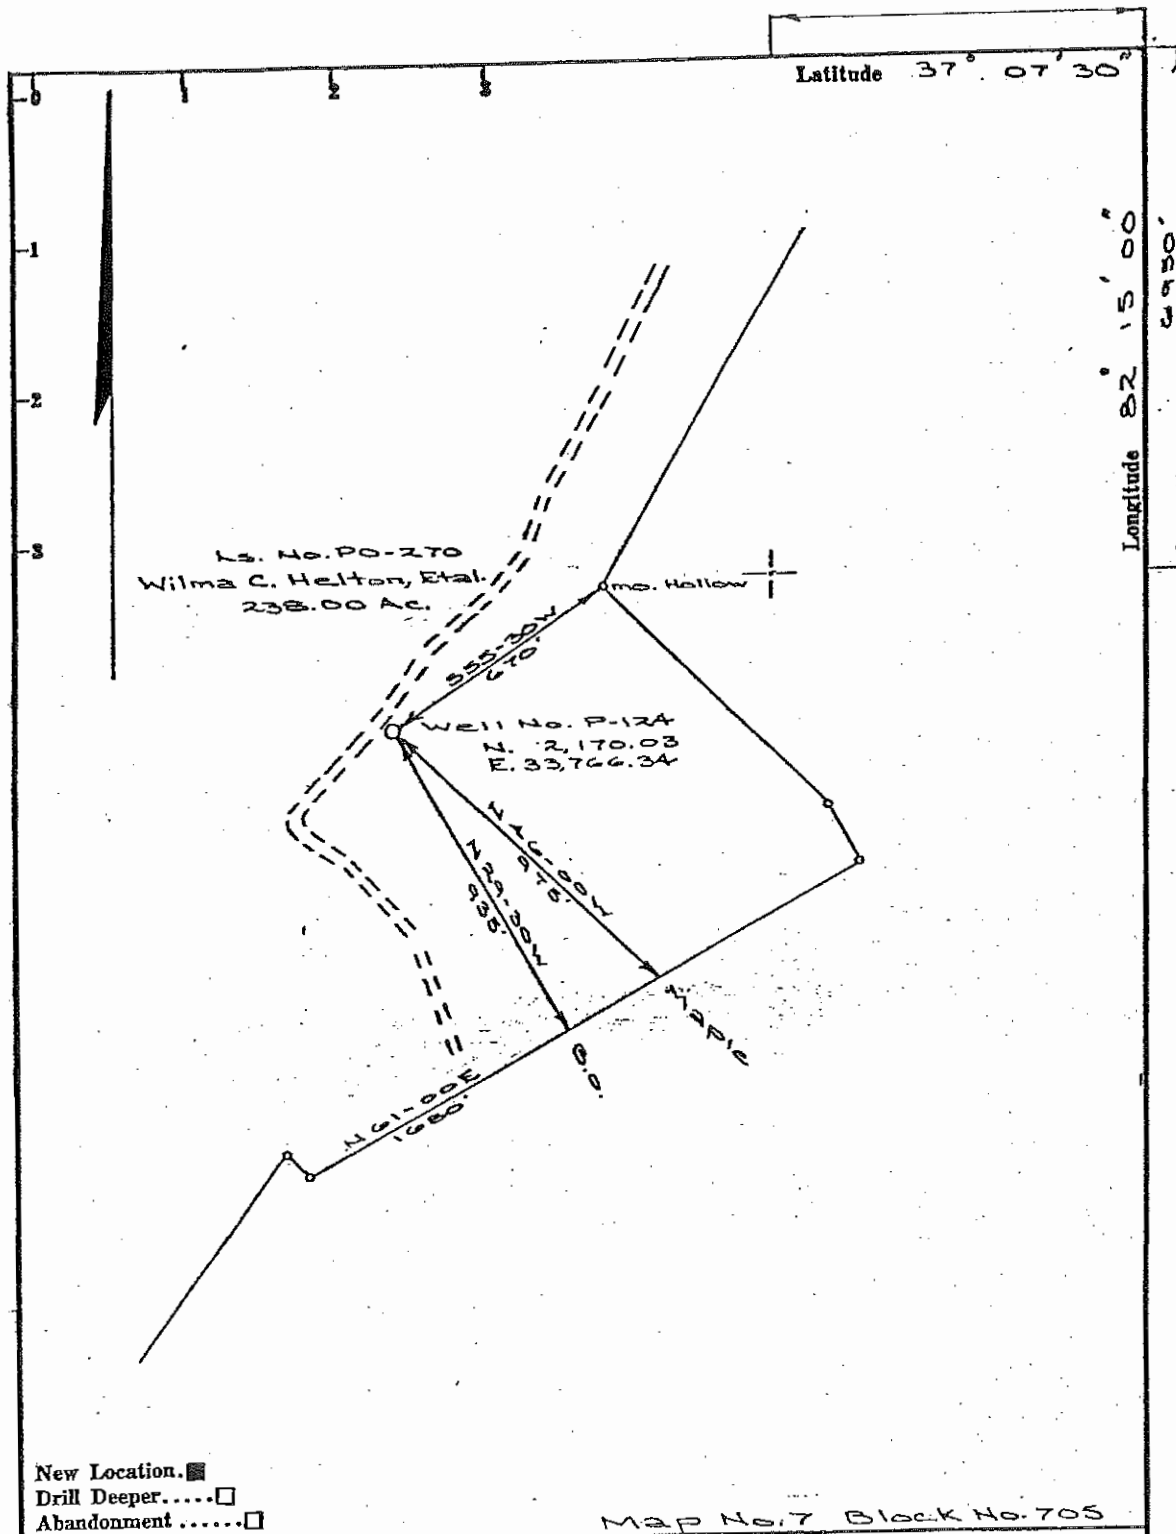 Latitude 37° 07' 30"
0
1
2
3
1
2
3
Longitude 82° 15' 00"
Ls. No. PO-270
Wilma C. Helton, Etal.
238.00 Ac.
mo. Hollow
S55-30W
670'
Well No. P-124
N. 2,170.03
E. 33,766.34
N46-00W
975'
N29-30W
935'
Maple
N61-00E
1680'
New Location.
Drill Deeper.....
Abandonment ......
Map No. 7 Block No. 705